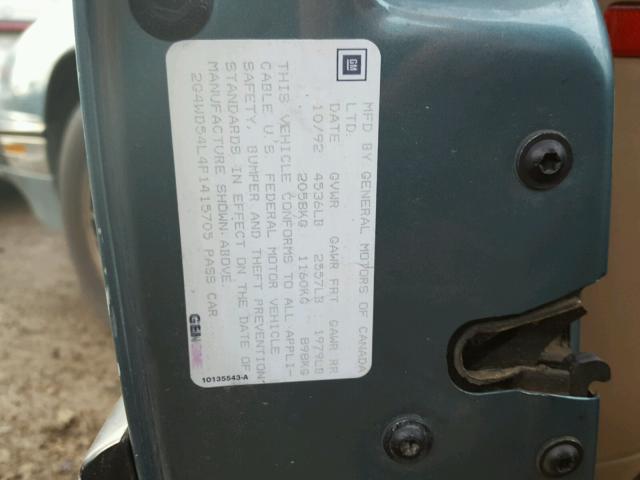 GM
MFD BY GENERAL MOTORS OF CANADA
LTD.
DATE GVWR GAWR FRT GAWR RR
10/92 4536LB 2557LB 1979LB
2058KG 1160KG 898KG
THIS VEHICLE CONFORMS TO ALL APPLI-
CABLE U.S. FEDERAL MOTOR VEHICLE
SAFETY, BUMPER AND THEFT PREVENTION
STANDARDS IN EFFECT ON THE DATE OF
MANUFACTURE SHOWN ABOVE.
2G4WD54L4P1415705 PASS CAR
GEN
10135543-A